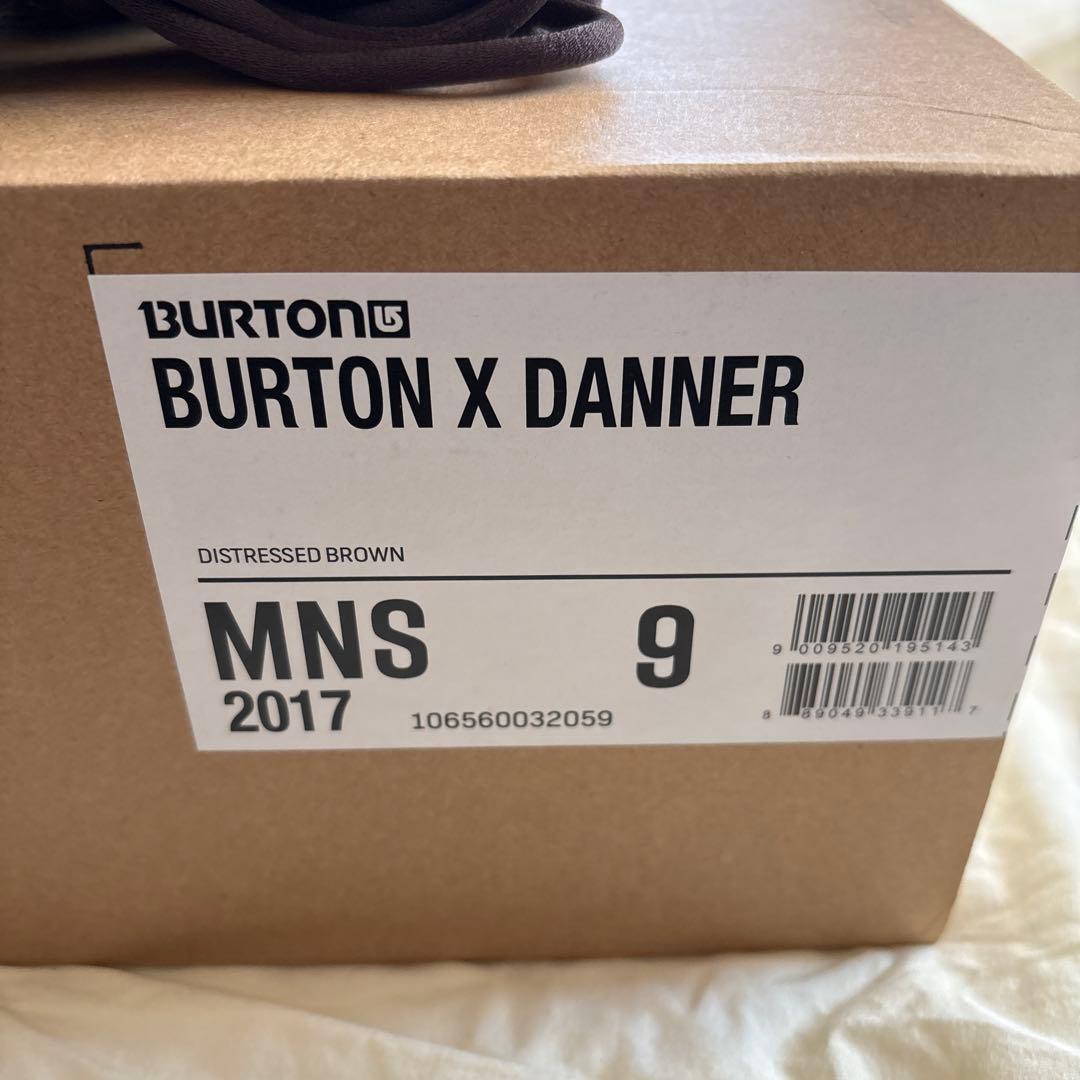 BURTON
BURTON X DANNER
DISTRESSED BROWN
MNS 9
9 009520 195143
2017 106560032059
8 89049 33911 7